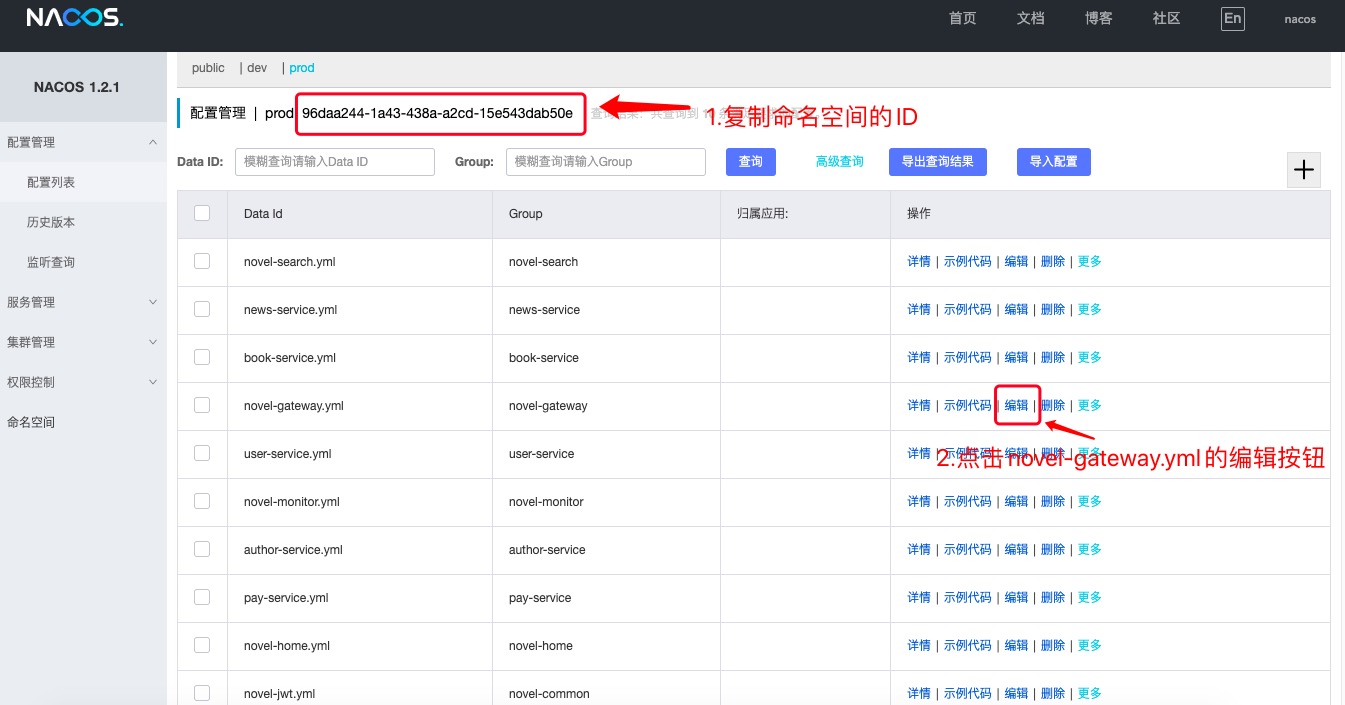 NACOS.
首页 文档 博客 社区 En nacos
NACOS 1.2.1
配置管理
配置列表
历史版本
监听查询
服务管理
集群管理
权限控制
命名空间
public | dev | prod
配置管理 | prod 96daa244-1a43-438a-a2cd-15e543dab50e
1.复制命名空间的ID
Data ID: 模糊查询请输入Data ID Group: 模糊查询请输入Group 查询 高级查询 导出查询结果 导入配置
Data Id Group 归属应用: 操作
novel-search.yml novel-search 详情 | 示例代码 | 编辑 | 删除 | 更多
news-service.yml news-service 详情 | 示例代码 | 编辑 | 删除 | 更多
book-service.yml book-service 详情 | 示例代码 | 编辑 | 删除 | 更多
novel-gateway.yml novel-gateway 详情 | 示例代码 | 编辑 | 删除 | 更多
user-service.yml user-service 详情 | 示例代码 | 编辑 | 删除 | 更多
2.点击novel-gateway.yml的编辑按钮
novel-monitor.yml novel-monitor 详情 | 示例代码 | 编辑 | 删除 | 更多
author-service.yml author-service 详情 | 示例代码 | 编辑 | 删除 | 更多
pay-service.yml pay-service 详情 | 示例代码 | 编辑 | 删除 | 更多
novel-home.yml novel-home 详情 | 示例代码 | 编辑 | 删除 | 更多
novel-jwt.yml novel-common 详情 | 示例代码 | 编辑 | 删除 | 更多